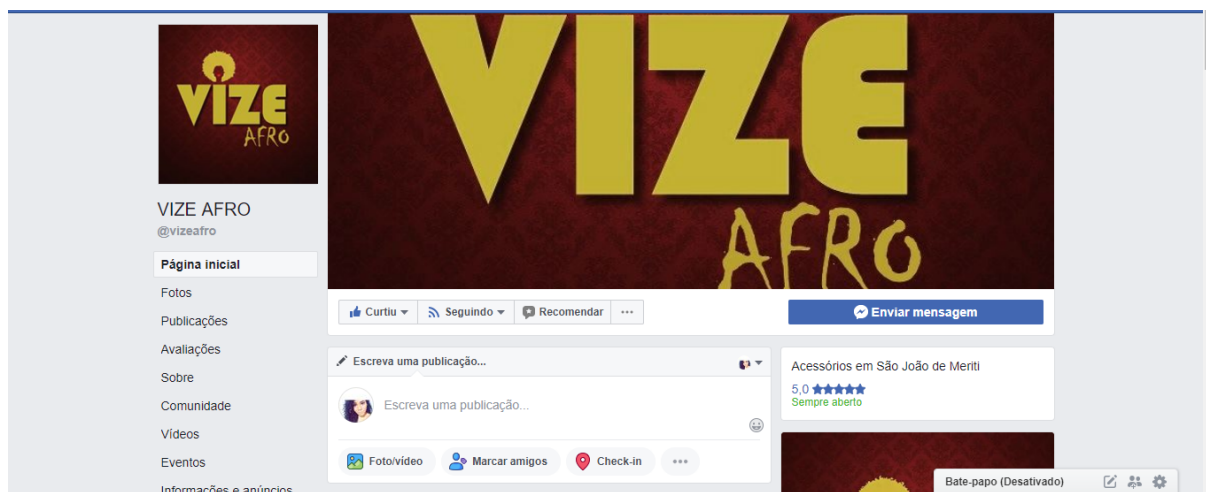 VIZE
AFRO
VIZE AFRO
@vizeafro
Página inicial
Fotos
Publicações
Avaliações
Sobre
Comunidade
Vídeos
Eventos
Informações e anúncios
VIZE
AFRO
Curtiu Seguindo Recomendar ...
Enviar mensagem
Escreva uma publicação...
Escreva uma publicação...
Foto/vídeo Marcar amigos Check-in ...
Acessórios em São João de Meriti
5,0
Sempre aberto
Bate-papo (Desativado)